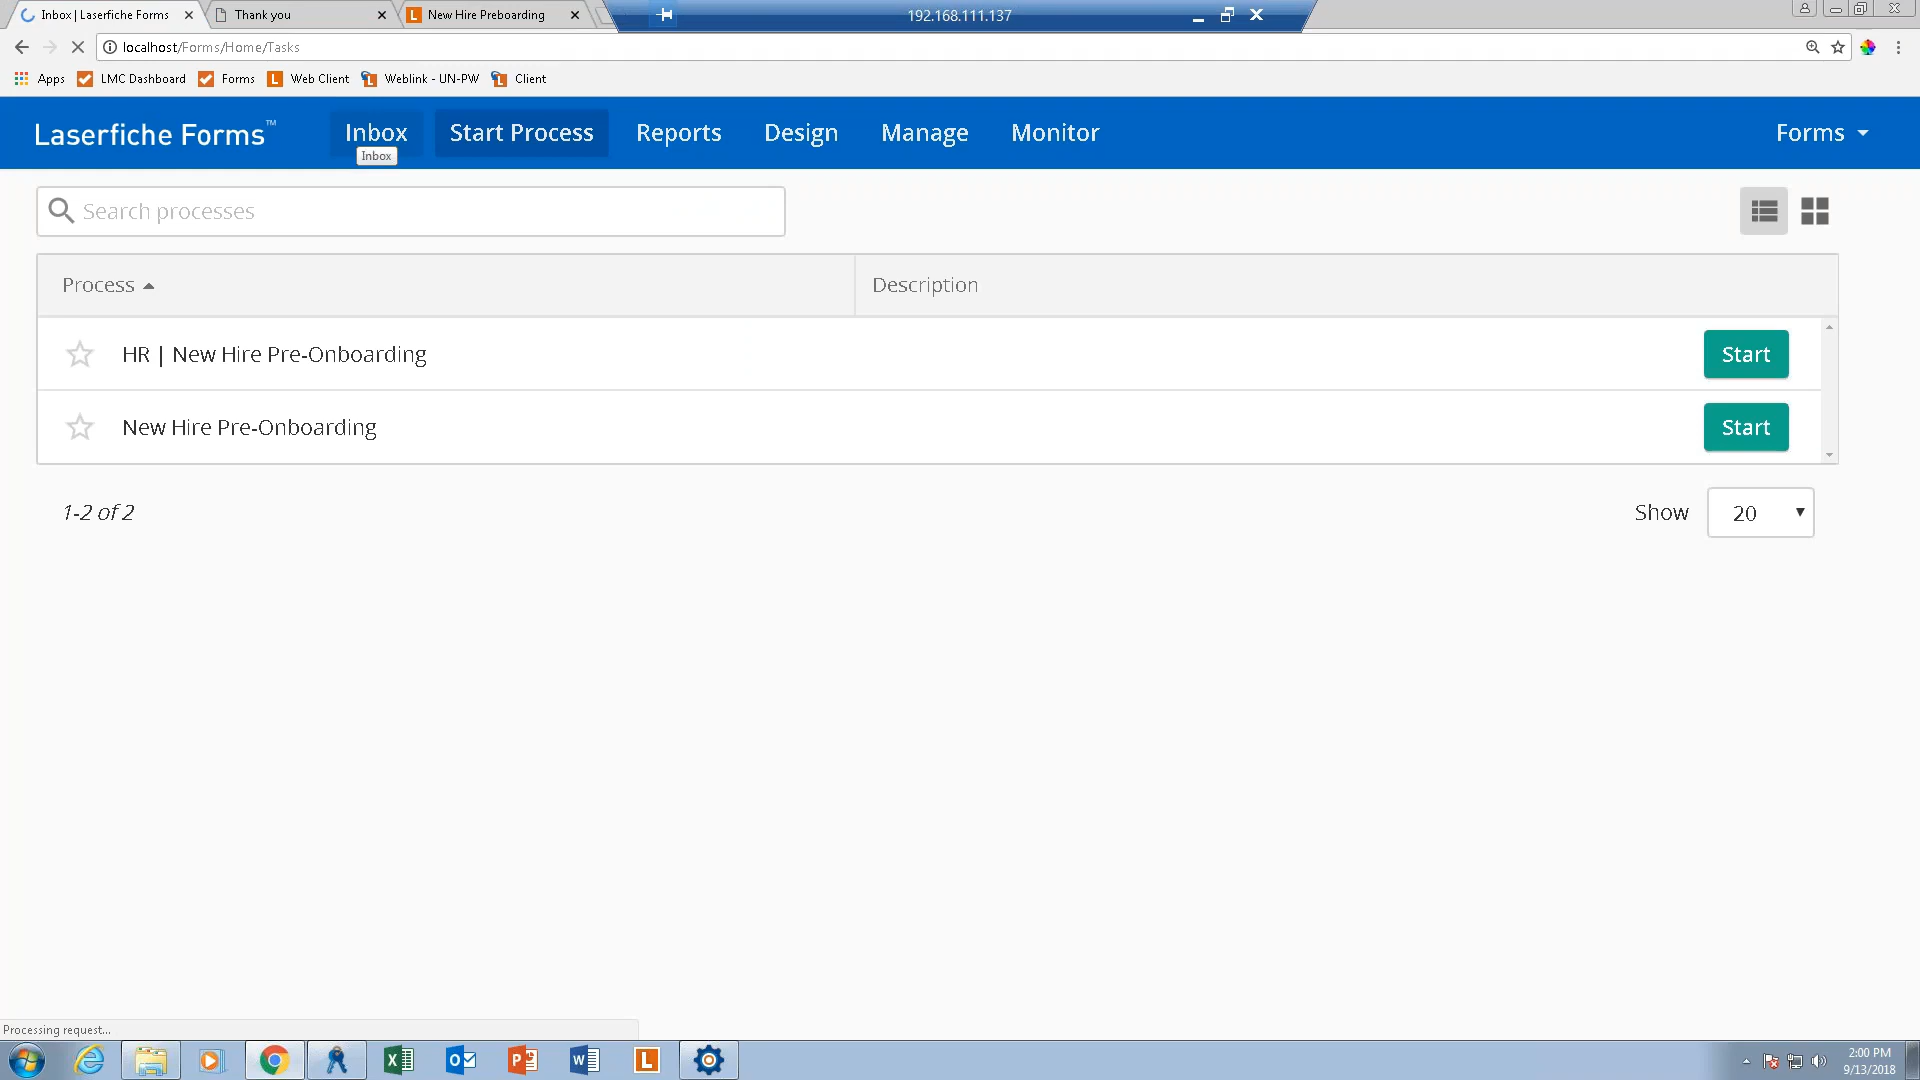 Inbox | Laserfiche Forms
Thank you
New Hire Preboarding
192.168.111.137
localhost/Forms/Home/Tasks
Apps
LMC Dashboard
Forms
Web Client
Weblink - UN-PW
Client
Laserfiche Forms™
Inbox
Start Process
Reports
Design
Manage
Monitor
Forms
Inbox
Search processes
Process
Description
HR | New Hire Pre-Onboarding
Start
New Hire Pre-Onboarding
Start
1-2 of 2
Show
20
Processing request...
2:00 PM
9/13/2018